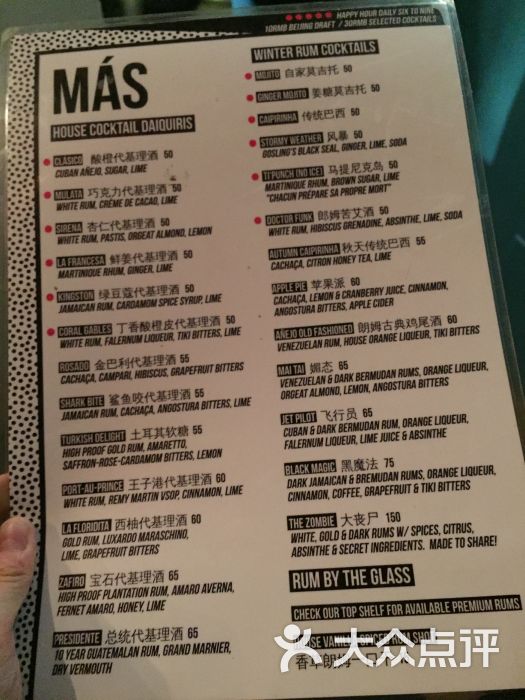 HAPPY HOUR DAILY SIX TO NINE
10RMB BEIJING DRAFT / 30RMB SELECTED COCKTAILS
MÁS
HOUSE COCKTAIL DAIQUIRIS
CLÁSICO 酸橙代基理酒 50
CUBAN AÑEJO, SUGAR, LIME
MULATA 巧克力代基理酒 50
WHITE RUM, CRÈME DE CACAO, LIME
SIRENA 杏仁代基理酒 50
WHITE RUM, PASTIS, ORGEAT ALMOND, LEMON
LA FRANCESA 鲜姜代基理酒 50
MARTINIQUE RHUM, GINGER, LIME
KINGSTON 绿豆蔻代基理酒 50
JAMAICAN RUM, CARDAMOM SPICE SYRUP, LIME
CORAL GABLES 丁香酸橙皮代基理酒 50
WHITE RUM, FALERNUM LIQUEUR, TIKI BITTERS, LIME
ROSADO 金巴利代基理酒 55
CACHAÇA, CAMPARI, HIBISCUS, GRAPEFRUIT BITTERS
SHARK BITE 鲨鱼咬代基理酒 55
JAMAICAN RUM, CACHAÇA, ANGOSTURA BITTERS, LIME
TURKISH DELIGHT 土耳其软糖 55
HIGH PROOF GOLD RUM, AMARETTO,
SAFFRON-ROSE-CARDAMOM BITTERS, LEMON
PORT-AU-PRINCE 王子港代基理酒 60
WHITE RUM, REMY MARTIN VSOP, CINNAMON, LIME
LA FLORIDITA 西柚代基理酒 60
GOLD RUM, LUXARDO MARASCHINO,
LIME, GRAPEFRUIT BITTERS
ZAFIRO 宝石代基理酒 65
HIGH PROOF PLANTATION RUM, AMARO AVERNA,
FERNET AMARO, HONEY, LIME
PRESIDENTE 总统代基理酒 65
10 YEAR GUATEMALAN RUM, GRAND MARNIER,
DRY VERMOUTH
WINTER RUM COCKTAILS
MOJITO 自家莫吉托 50
GINGER MOJITO 姜糖莫吉托 50
CAIPIRINHA 传统巴西 50
STORMY WEATHER 风暴 50
GOSLING'S BLACK SEAL, GINGER, LIME, SODA
TI'PUNCH (NO ICE) 马提尼克岛 50
MARTINIQUE RHUM, BROWN SUGAR, LIME
"CHACUN PRÉPARE SA PROPRE MORT"
DOCTOR FUNK 郎姆苦艾酒 50
WHITE RUM, HIBISCUS GRENADINE, ABSINTHE, LIME, SODA
AUTUMN CAIPIRINHA 秋天传统巴西 55
CACHAÇA, CITRON HONEY TEA, LIME
APPLE PIE 苹果派 60
CACHAÇA, LEMON & CRANBERRY JUICE, CINNAMON,
ANGOSTURA BITTERS, APPLE CIDER
AÑEJO OLD FASHIONED 朗姆古典鸡尾酒 60
VENEZUELAN RUM, HOUSE ORANGE LIQUEUR, TIKI BITTERS
MAI TAI 媚态 65
VENEZUELAN & DARK BERMUDAN RUMS, ORANGE LIQUEUR,
ORGEAT ALMOND, LEMON, ANGOSTURA BITTERS
JET PILOT 飞行员 65
CUBAN & DARK BERMUDAN RUM, ORANGE LIQUEUR,
FALERNUM LIQUEUR, LIME JUICE & ABSINTHE
BLACK MAGIC 黑魔法 75
DARK JAMAICAN & BREMUDAN RUMS, ORANGE LIQUEUR,
CINNAMON, COFFEE, GRAPEFRUIT & TIKI BITTERS
THE ZOMBIE 大丧尸 150
WHITE, GOLD & DARK RUMS W/ SPICES, CITRUS,
ABSINTHE & SECRET INGREDIENTS. MADE TO SHARE!
RUM BY THE GLASS
CHECK OUR TOP SHELF FOR AVAILABLE PREMIUM RUMS
VANILLA SPICED RUM
香草朗姆一口
大众点评